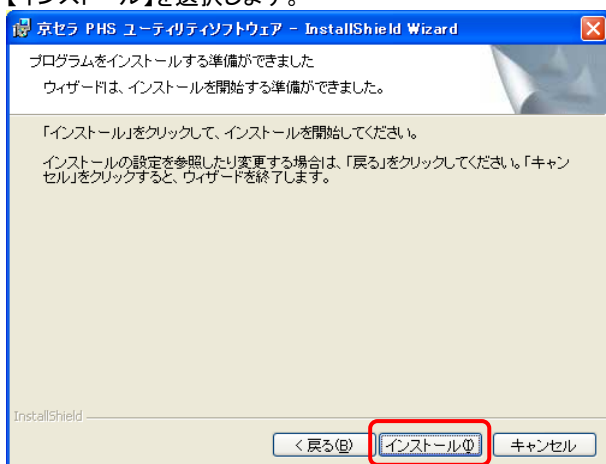 【インストール】を選択します。
京セラ PHS ユーティリティソフトウェア - InstallShield Wizard
プログラムをインストールする準備ができました
ウィザードは、インストールを開始する準備ができました。
「インストール」をクリックして、インストールを開始してください。
インストールの設定を参照したり変更する場合は、「戻る」をクリックしてください。「キャン
セル」をクリックすると、ウィザードを終了します。
InstallShield
< 戻る(B) インストール(I) キャンセル